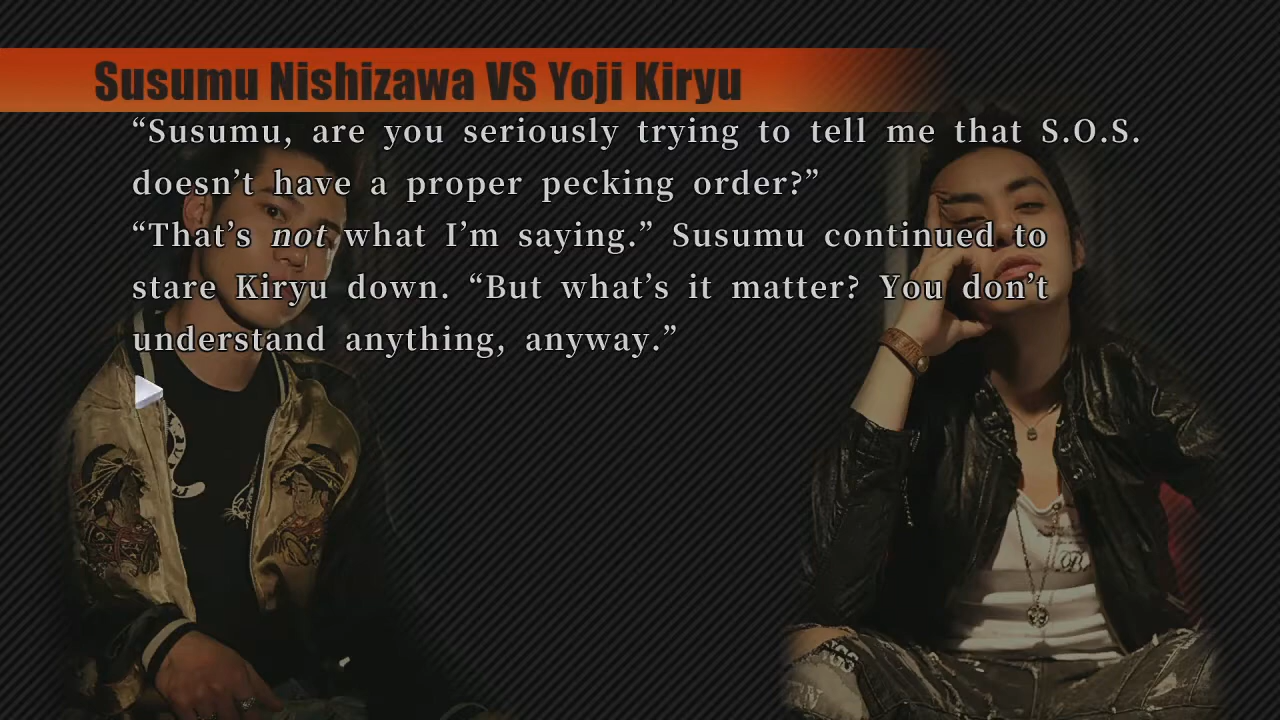 Susumu Nishizawa VS Yoji Kiryu
“Susumu, are you seriously trying to tell me that S.O.S.
doesn’t have a proper pecking order?”
“That’s not what I’m saying.” Susumu continued to
stare Kiryu down. “But what’s it matter? You don’t
understand anything, anyway.”